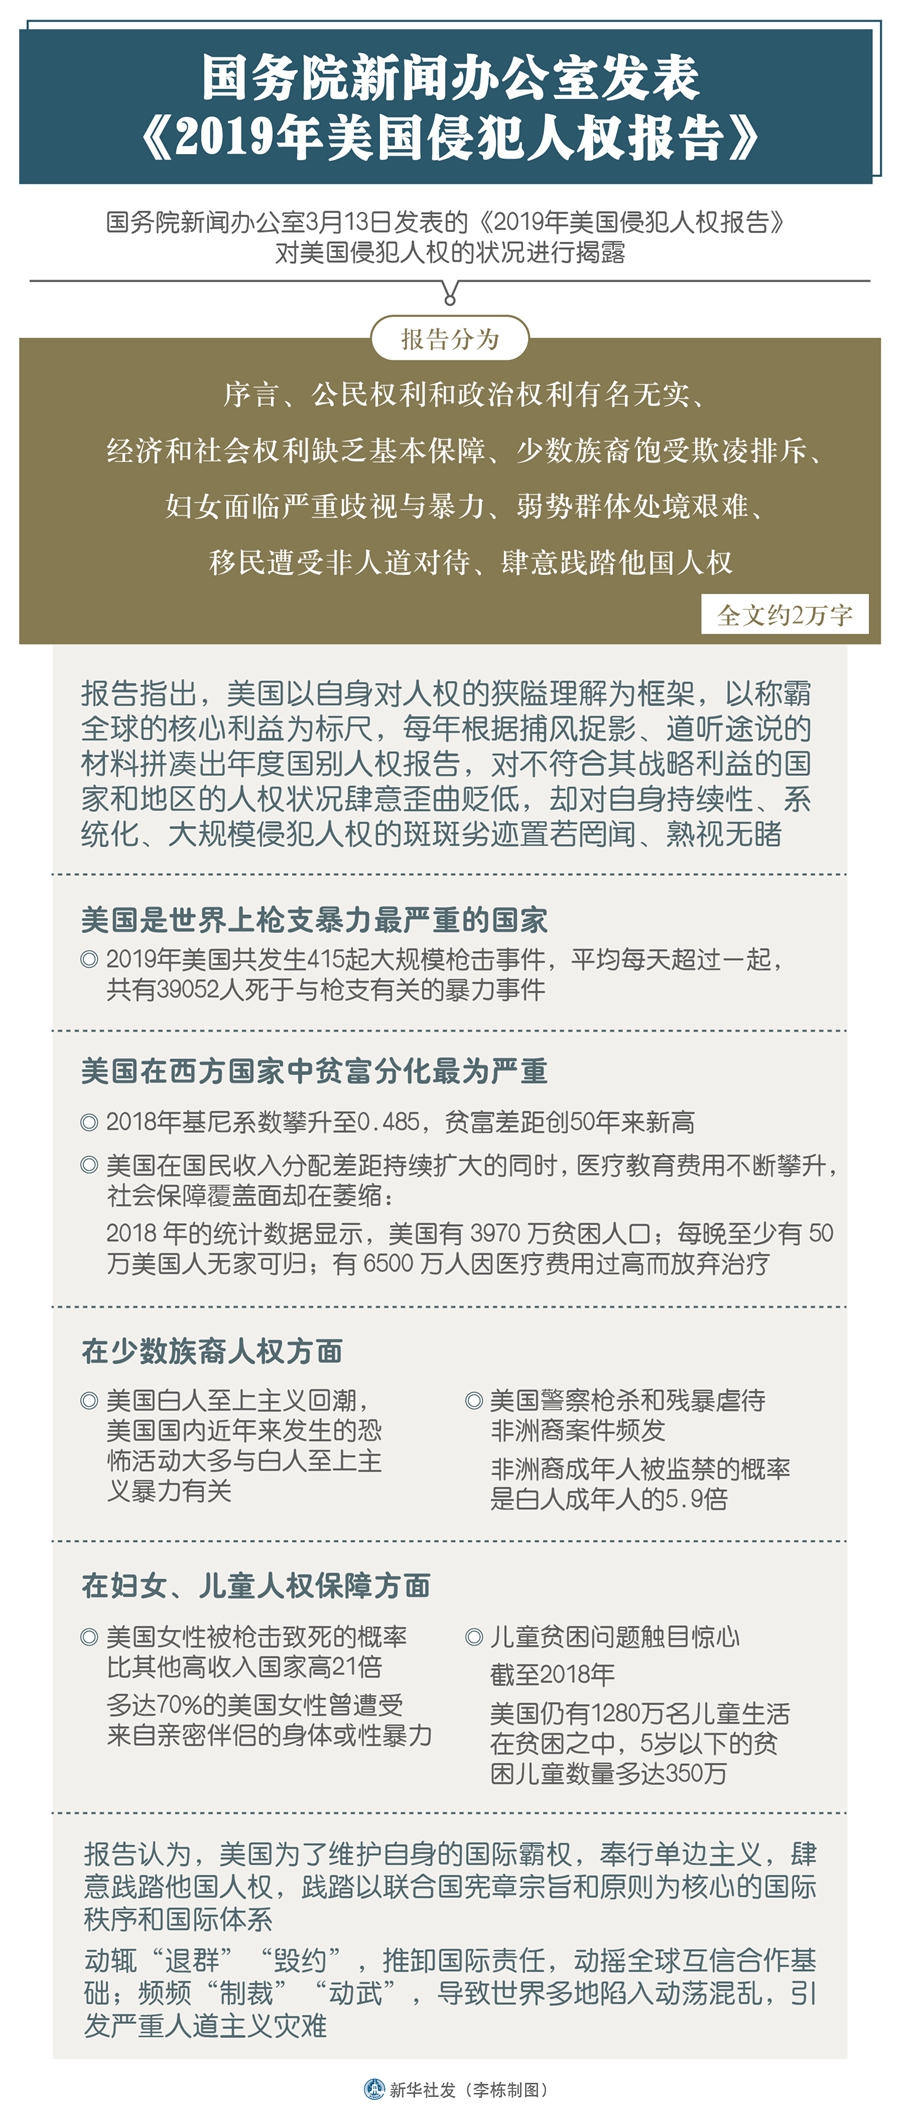 国务院新闻办公室发表
《2019年美国侵犯人权报告》
国务院新闻办公室3月13日发表的《2019年美国侵犯人权报告》
对美国侵犯人权的状况进行揭露
报告分为
序言、公民权利和政治权利有名无实、
经济和社会权利缺乏基本保障、少数族裔饱受欺凌排斥、
妇女面临严重歧视与暴力、弱势群体处境艰难、
移民遭受非人道对待、肆意践踏他国人权
全文约2万字
报告指出，美国以自身对人权的狭隘理解为框架，以称霸
全球的核心利益为标尺，每年根据捕风捉影、道听途说的
材料拼凑出年度国别人权报告，对不符合其战略利益的国
家和地区的人权状况肆意歪曲贬低，却对自身持续性、系
统化、大规模侵犯人权的斑斑劣迹置若罔闻、熟视无睹
美国是世界上枪支暴力最严重的国家
◎ 2019年美国共发生415起大规模枪击事件，平均每天超过一起，
共有39052人死于与枪支有关的暴力事件
美国在西方国家中贫富分化最为严重
◎ 2018年基尼系数攀升至0.485，贫富差距创50年来新高
◎ 美国在国民收入分配差距持续扩大的同时，医疗教育费用不断攀升，
社会保障覆盖面却在萎缩：
2018 年的统计数据显示，美国有 3970 万贫困人口；每晚至少有 50
万美国人无家可归；有 6500 万人因医疗费用过高而放弃治疗
在少数族裔人权方面
◎ 美国白人至上主义回潮，
美国国内近年来发生的恐
怖活动大多与白人至上主
义暴力有关
◎ 美国警察枪杀和残暴虐待
非洲裔案件频发
非洲裔成年人被监禁的概率
是白人成年人的5.9倍
在妇女、儿童人权保障方面
◎ 美国女性被枪击致死的概率
比其他高收入国家高21倍
多达70%的美国女性曾遭受
来自亲密伴侣的身体或性暴力
◎ 儿童贫困问题触目惊心
截至2018年
美国仍有1280万名儿童生活
在贫困之中，5岁以下的贫
困儿童数量多达350万
报告认为，美国为了维护自身的国际霸权，奉行单边主义，肆
意践踏他国人权，践踏以联合国宪章宗旨和原则为核心的国际
秩序和国际体系
动辄“退群”“毁约”，推卸国际责任，动摇全球互信合作基
础；频频“制裁”“动武”，导致世界多地陷入动荡混乱，引
发严重人道主义灾难
新华社发（李栋制图）